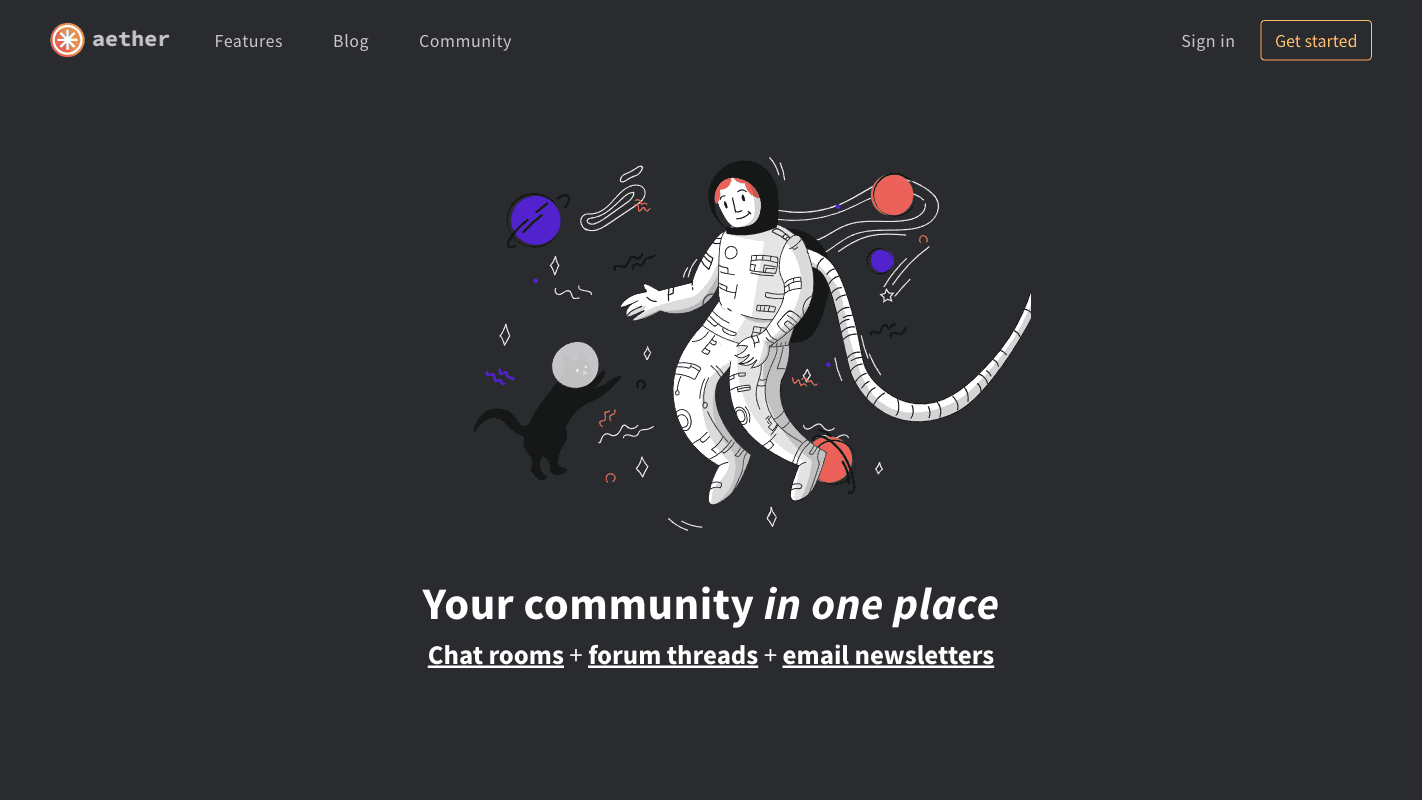 aether
Features
Blog
Community
Sign in
Get started
Your community in one place
Chat rooms + forum threads + email newsletters